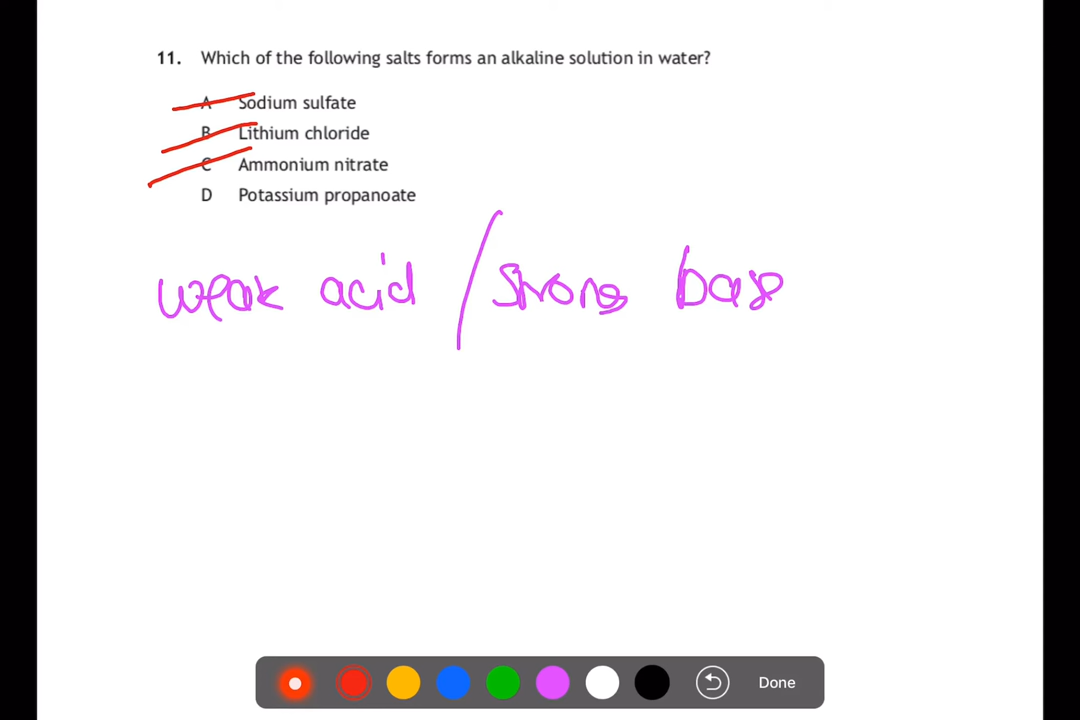 11. Which of the following salts forms an alkaline solution in water?
A Sodium sulfate
B Lithium chloride
C Ammonium nitrate
D Potassium propanoate
weak acid / strong base
Done